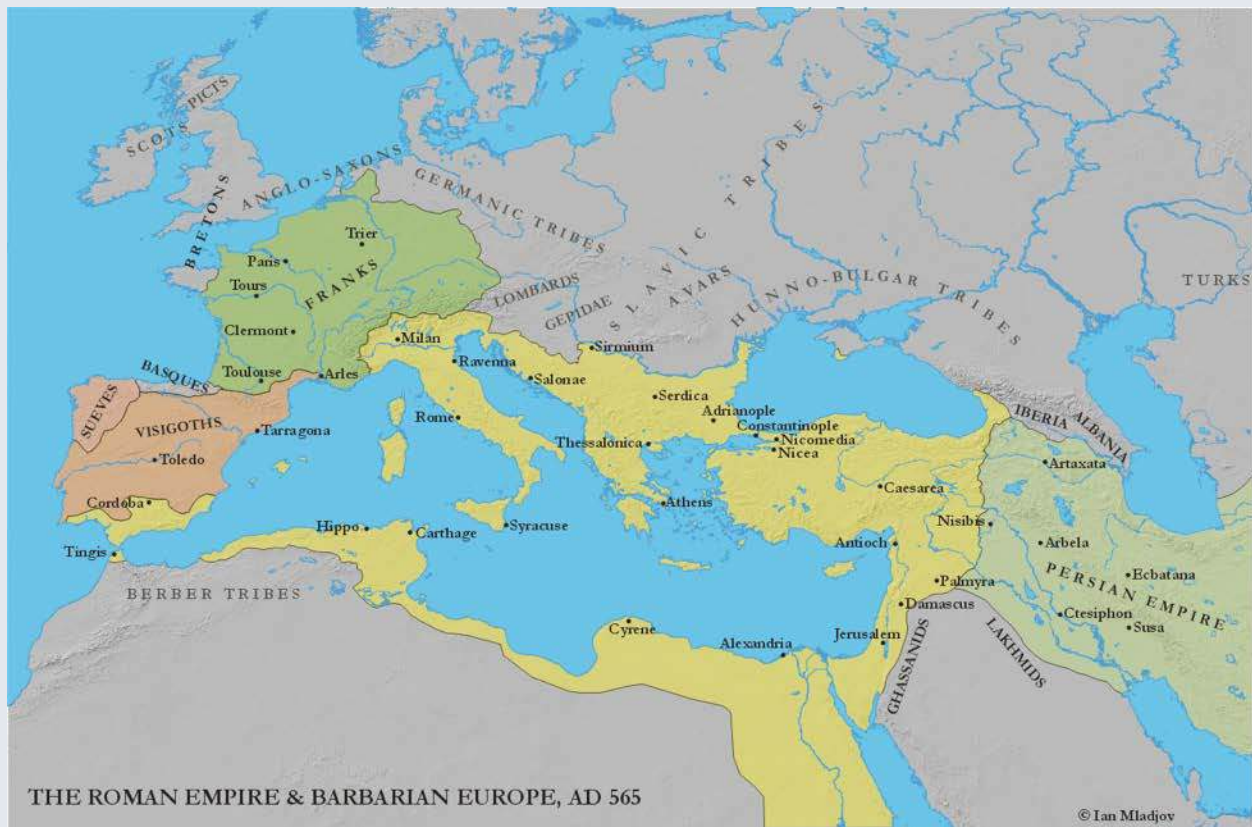 SCOTS
PICTS
ANGLO-SAXONS
BRETONS
GERMANIC TRIBES
SLAVIC TRIBES
Trier
Paris
FRANKS
Tours
Clermont
LOMBARDS
GEPIDAE
AVARS
HUNNO-BULGAR TRIBES
TURKS
Milan
Sirmium
Ravenna
BASQUES
Toulouse
Arles
Salonae
Serdica
SUEVES
VISIGOTHS
Tarragona
Rome
Adrianople
Constantinople
Nicomedia
Nicea
Thessalonica
IBERIA
ALBANIA
Toledo
Artaxata
Caesarea
Cordoba
Athens
Nisibis
Hippo
Carthage
Syracuse
Antioch
Arbela
Tingis
Ecbatana
PERSIAN EMPIRE
BERBER TRIBES
Palmyra
Damascus
Ctesiphon
Susa
Cyrene
Alexandria
Jerusalem
GHASSANIDS
LAKHMIDS
THE ROMAN EMPIRE & BARBARIAN EUROPE, AD 565
© Ian Mladjov